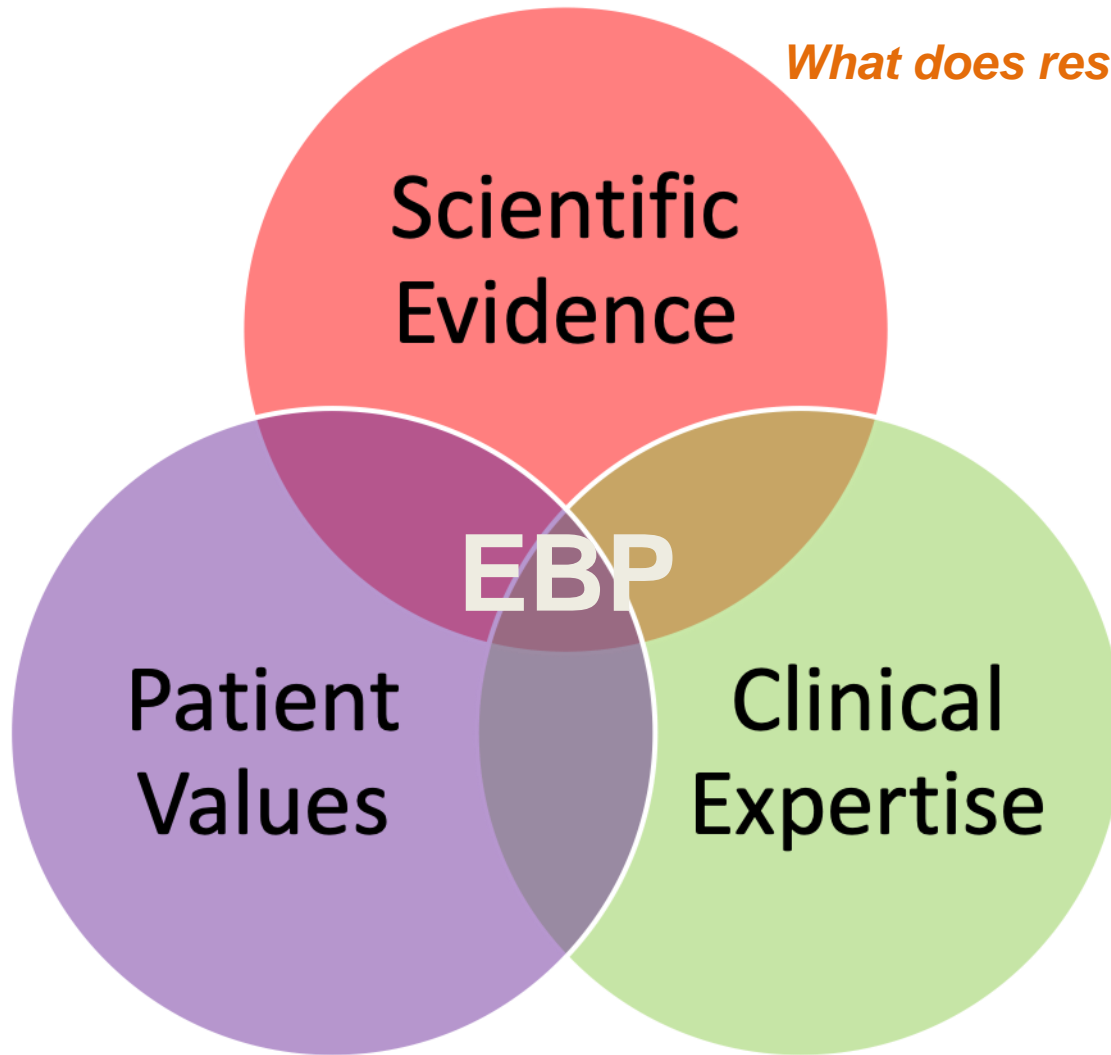 What does res
Scientific
Evidence
EBP
Patient
Values
Clinical
Expertise